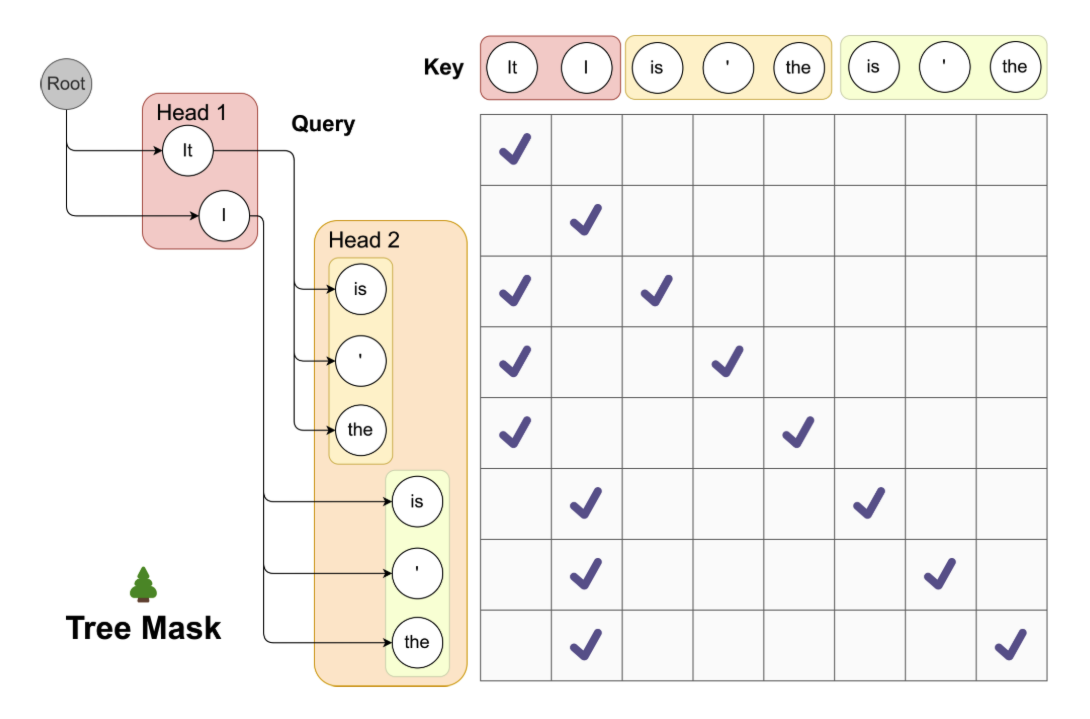 Key
It I is ' the is ' the
Root
Head 1
Query
It
I
Head 2
is
'
the
is
'
the
Tree Mask